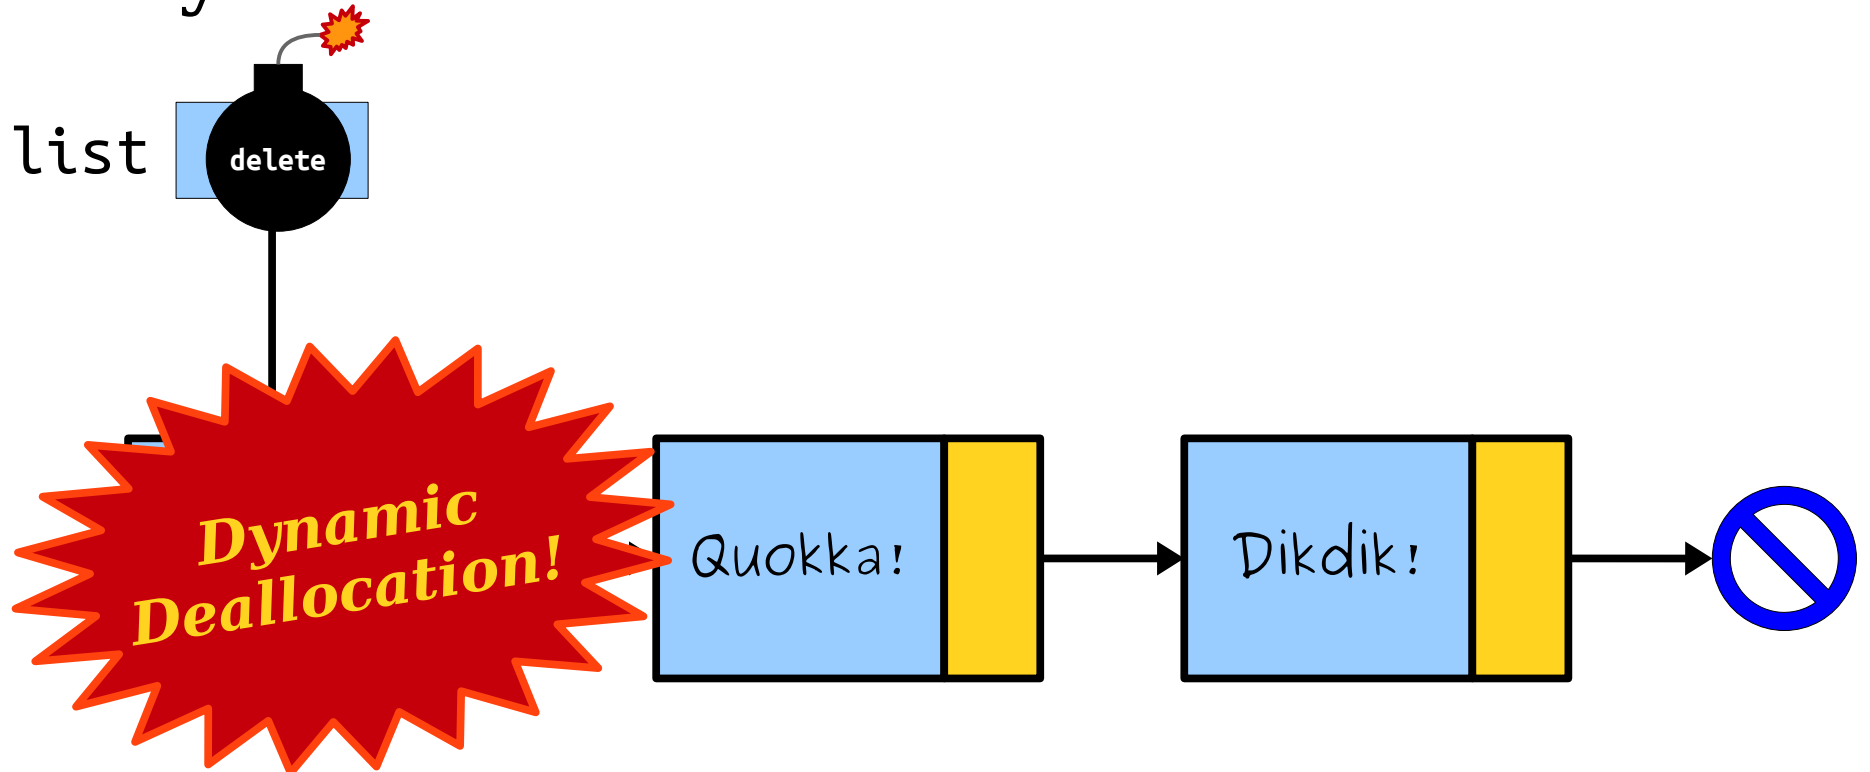 delete
list
Dynamic
Deallocation!
Quokka!
Dikdik!